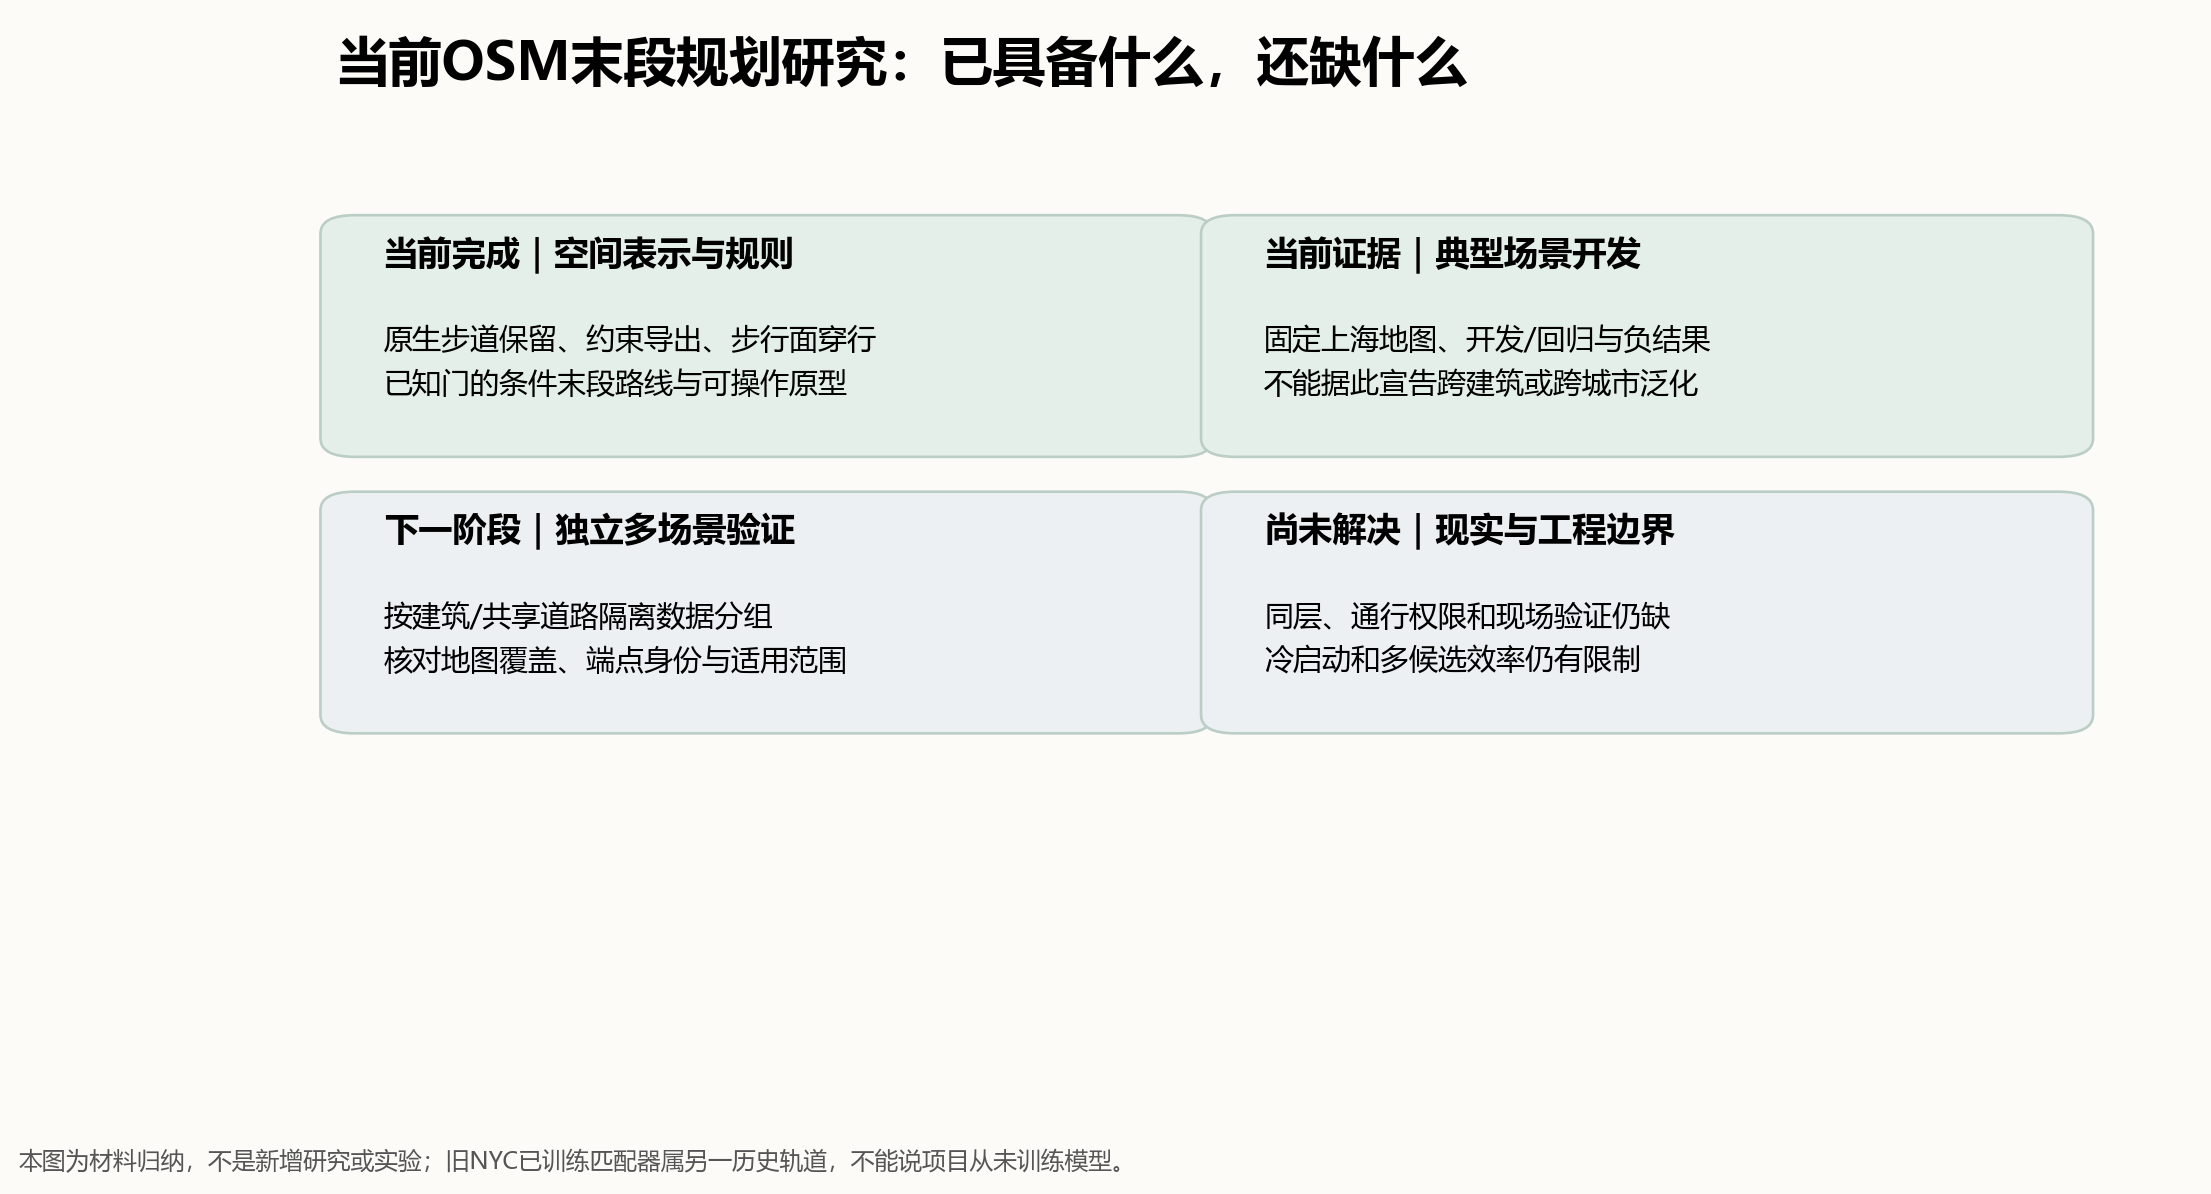 当前OSM末段规划研究：已具备什么，还缺什么
当前完成｜空间表示与规则
原生步道保留、约束导出、步行面穿行
已知门的条件末段路线与可操作原型
当前证据｜典型场景开发
固定上海地图、开发/回归与负结果
不能据此宣告跨建筑或跨城市泛化
下一阶段｜独立多场景验证
按建筑/共享道路隔离数据分组
核对地图覆盖、端点身份与适用范围
尚未解决｜现实与工程边界
同层、通行权限和现场验证仍缺
冷启动和多候选效率仍有限制
本图为材料归纳，不是新增研究或实验；旧NYC已训练匹配器属另一历史轨道，不能说项目从未训练模型。